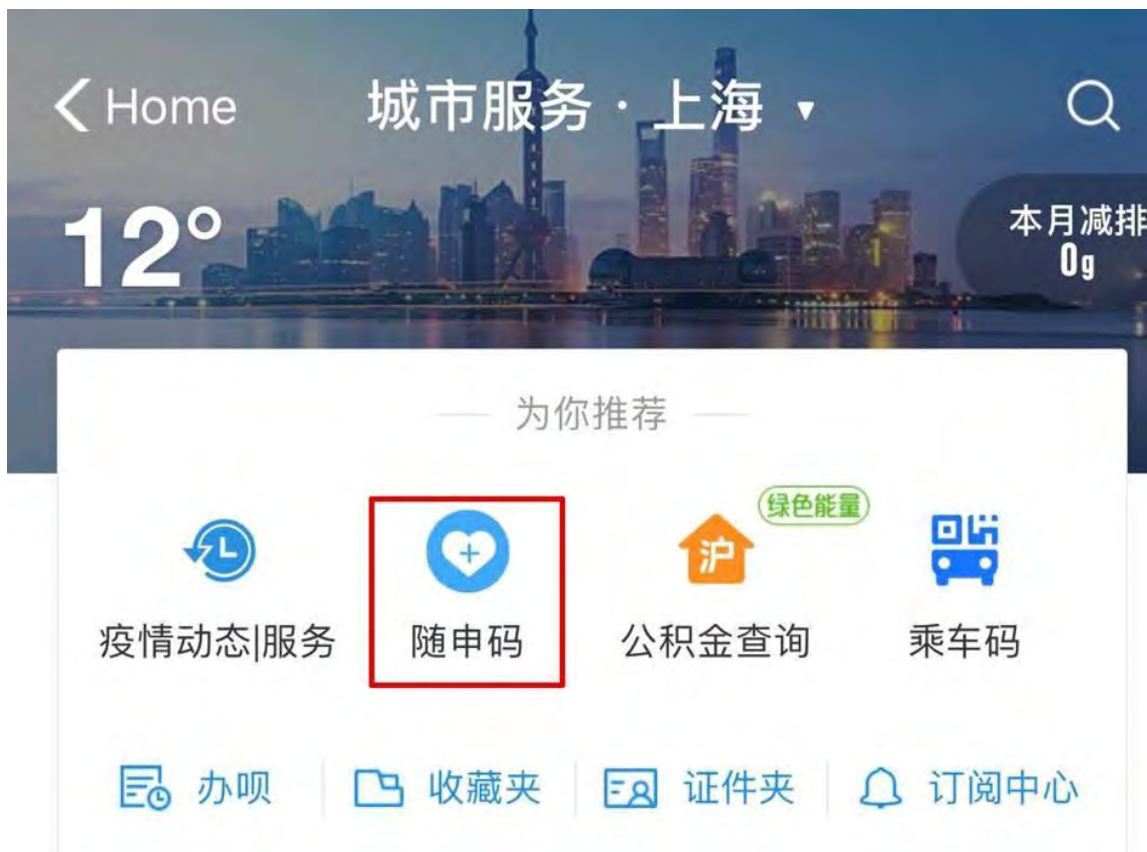 Home
城市服务 · 上海
12°
本月减排
0g
为你推荐
绿色能量
沪
疫情动态|服务
随申码
公积金查询
乘车码
办呗
收藏夹
证件夹
订阅中心